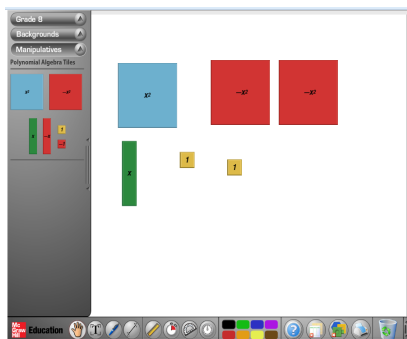 Grade 8
Backgrounds
Manipulatives
Polynomial Algebra Tiles
x²
−x²
x
−x
1
−1
x²
−x²
−x²
x
1
1
Mc
Graw
Hill
Education
T
?